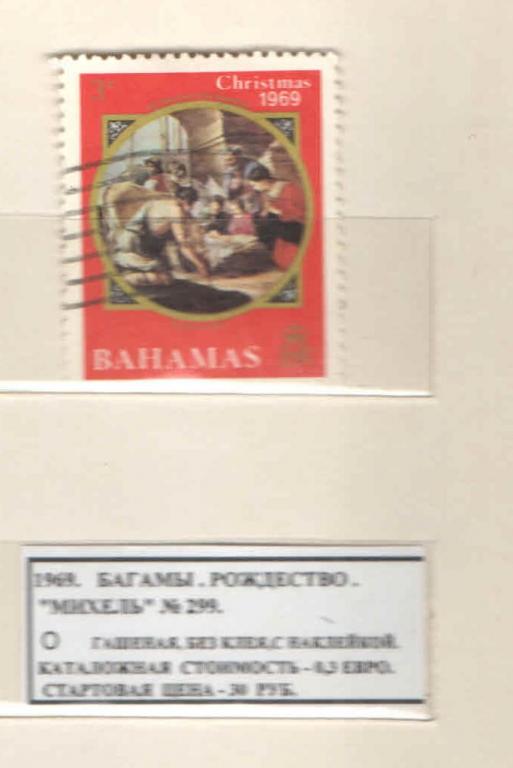 3c
Christmas
1969
BAHAMAS
1969. БАГАМЫ. РОЖДЕСТВО.
"МИХЕЛЬ" № 299.
О ГАШЕНАЯ, БЕЗ КЛЕЯ,С НАКЛЕЙКОЙ.
КАТАЛОЖНАЯ СТОИМОСТЬ - 0,3 ЕВРО.
СТАРТОВАЯ ЦЕНА - 30 РУБ.